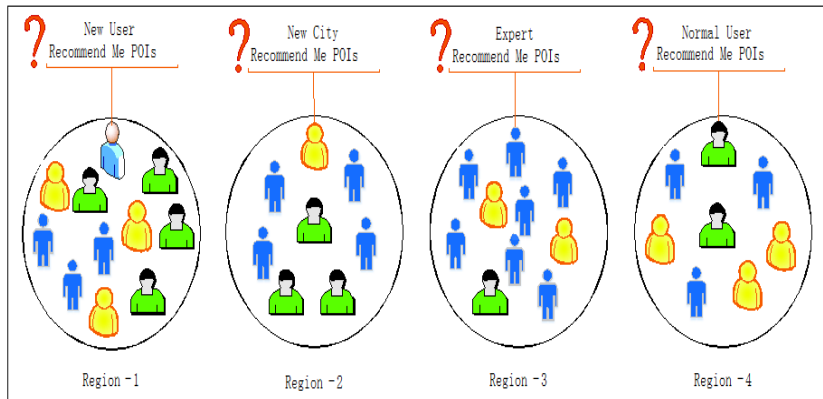 ?
New User
Recommend Me POIs
?
New City
Recommend Me POIs
?
Expert
Recommend Me POIs
?
Normal User
Recommend Me POIs
Region -1
Region -2
Region -3
Region -4